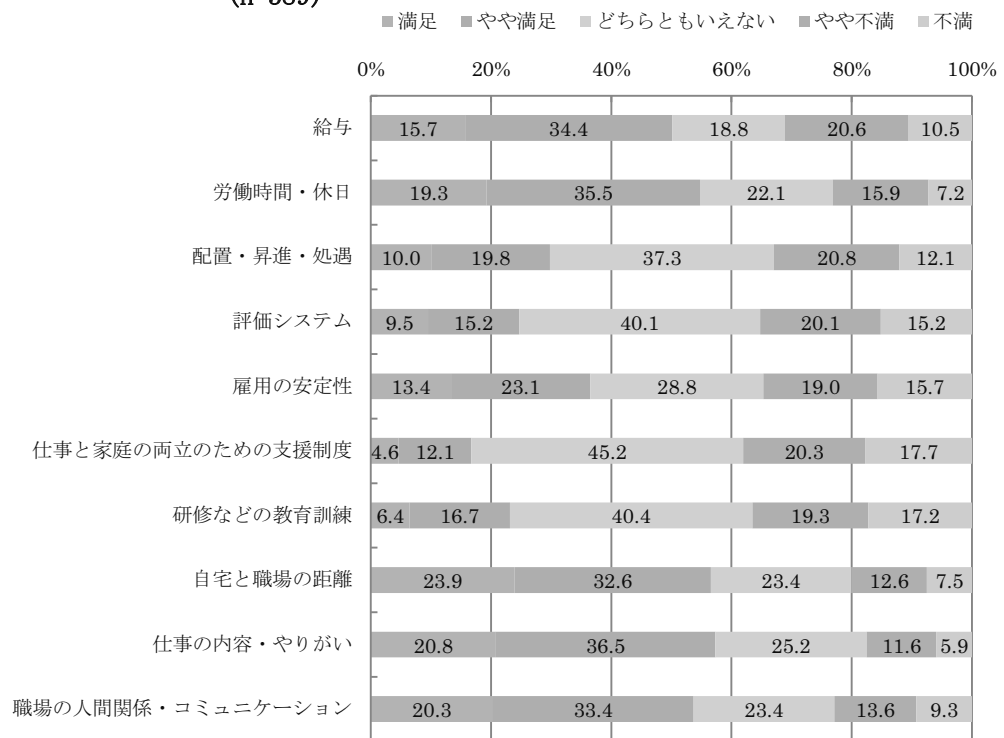 ■満足 ■やや満足 ■どちらともいえない ■やや不満 ■不満
0% 20% 40% 60% 80% 100%
給与 15.7 34.4 18.8 20.6 10.5
労働時間・休日 19.3 35.5 22.1 15.9 7.2
配置・昇進・処遇 10.0 19.8 37.3 20.8 12.1
評価システム 9.5 15.2 40.1 20.1 15.2
雇用の安定性 13.4 23.1 28.8 19.0 15.7
仕事と家庭の両立のための支援制度 4.6 12.1 45.2 20.3 17.7
研修などの教育訓練 6.4 16.7 40.4 19.3 17.2
自宅と職場の距離 23.9 32.6 23.4 12.6 7.5
仕事の内容・やりがい 20.8 36.5 25.2 11.6 5.9
職場の人間関係・コミュニケーション 20.3 33.4 23.4 13.6 9.3